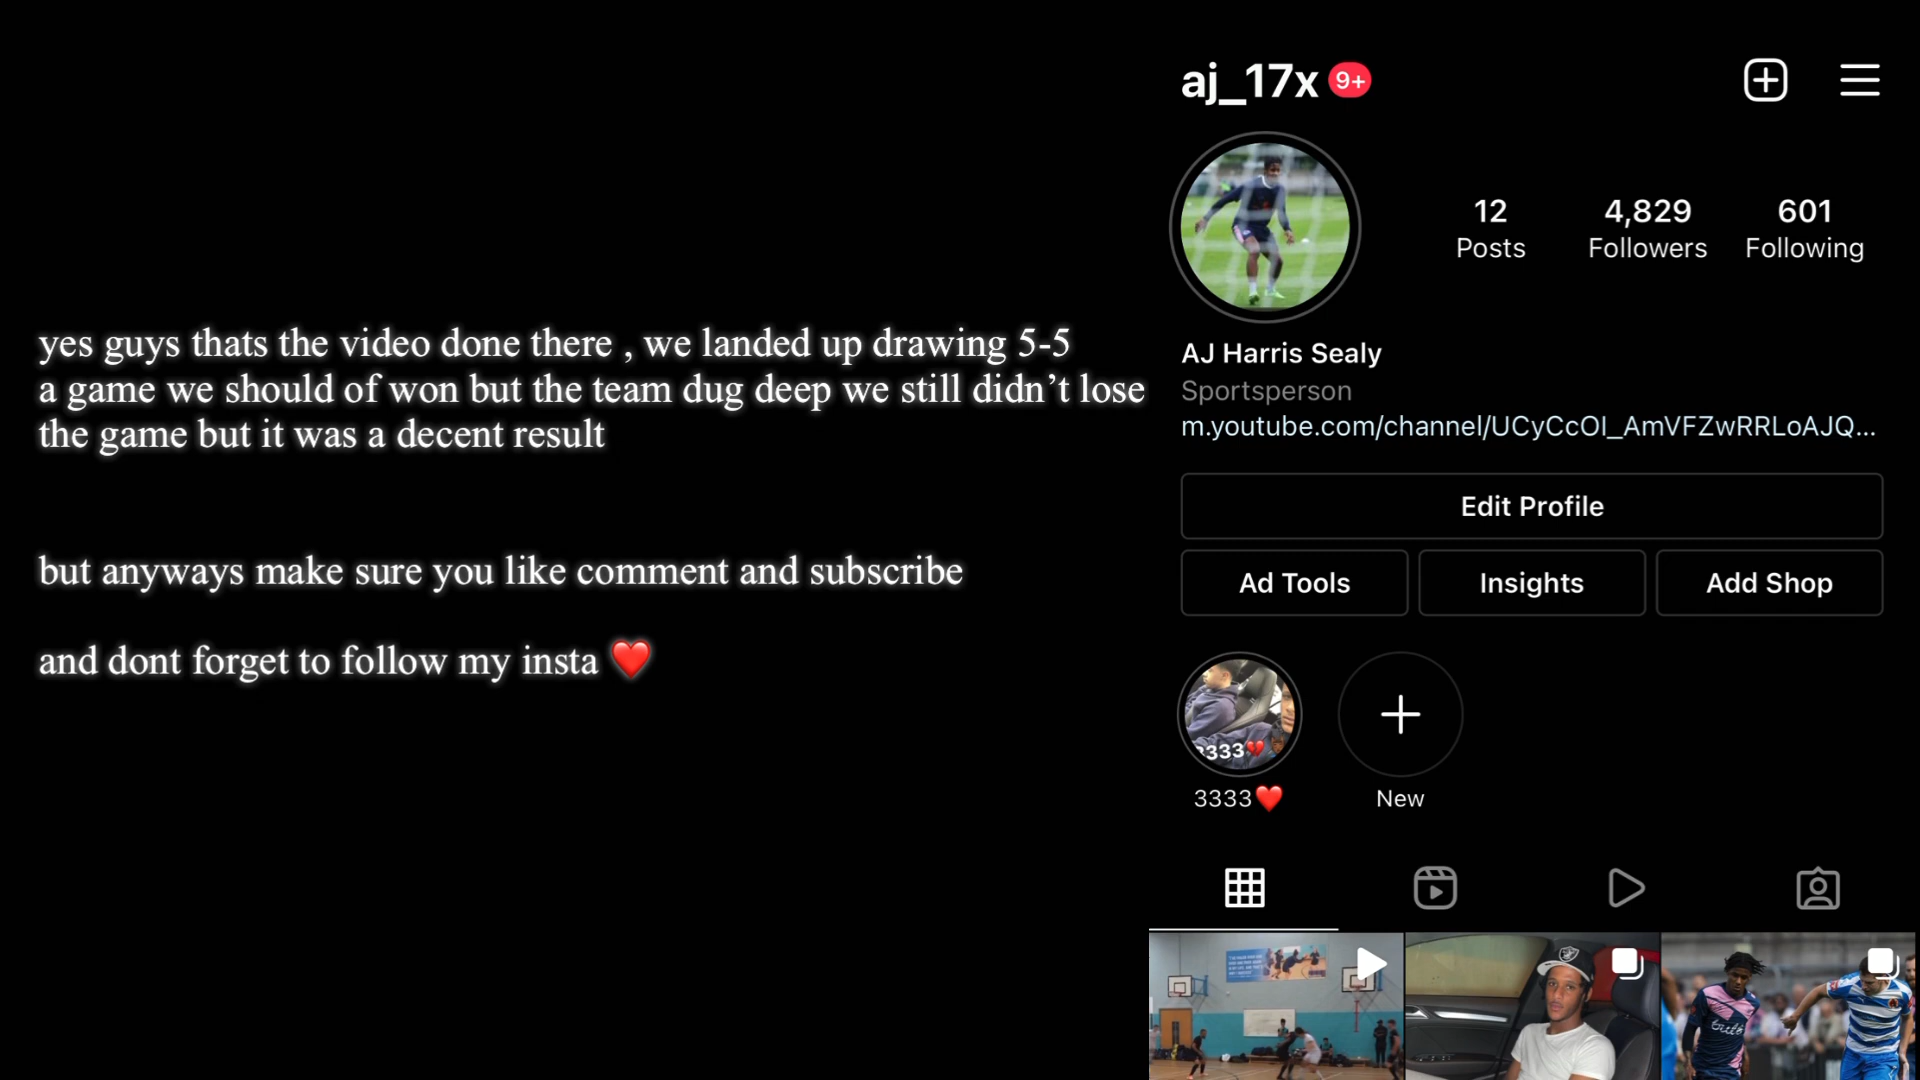 yes guys thats the video done there , we landed up drawing 5-5
a game we should of won but the team dug deep we still didn’t lose
the game but it was a decent result
but anyways make sure you like comment and subscribe
and dont forget to follow my insta ❤️
aj_17x 9+
12 4,829 601
Posts Followers Following
AJ Harris Sealy
Sportsperson
m.youtube.com/channel/UCyCcOI_AmVFZwRRLoAJQ...
Edit Profile
Ad Tools Insights Add Shop
3333💔
3333❤️ New